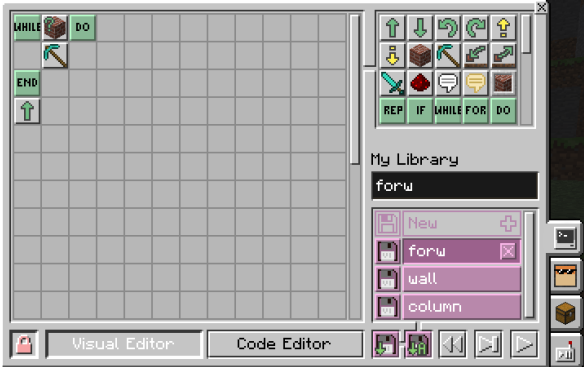 WHILE DO
END
REP IF WHILE FOR DO
My Library
forw
New
forw
wall
column
Visual Editor Code Editor